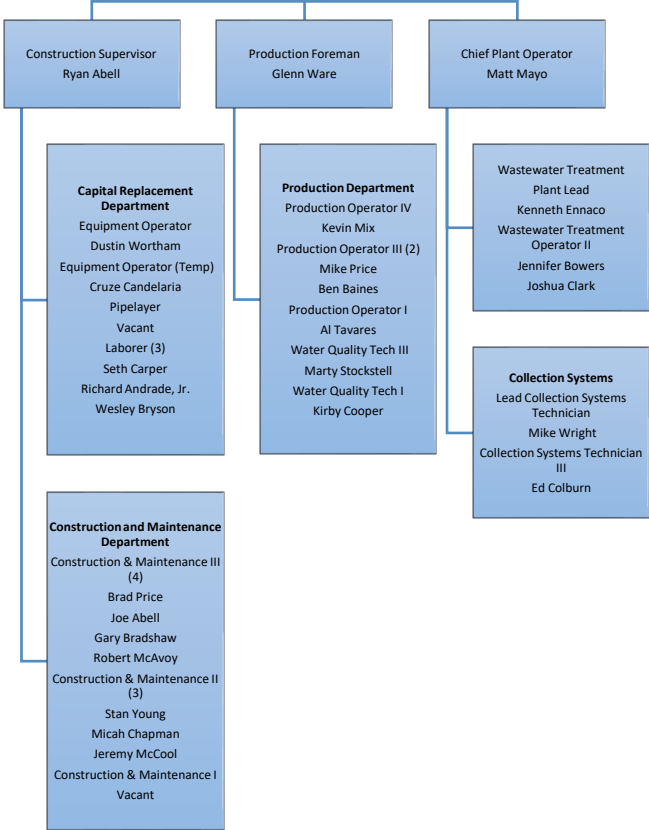 Construction Supervisor
Ryan Abell
Production Foreman
Glenn Ware
Chief Plant Operator
Matt Mayo
Capital Replacement
Department
Equipment Operator
Dustin Wortham
Equipment Operator (Temp)
Cruze Candelaria
Pipelayer
Vacant
Laborer (3)
Seth Carper
Richard Andrade, Jr.
Wesley Bryson
Production Department
Production Operator IV
Kevin Mix
Production Operator III (2)
Mike Price
Ben Baines
Production Operator I
Al Tavares
Water Quality Tech III
Marty Stockstell
Water Quality Tech I
Kirby Cooper
Wastewater Treatment
Plant Lead
Kenneth Ennaco
Wastewater Treatment
Operator II
Jennifer Bowers
Joshua Clark
Collection Systems
Lead Collection Systems
Technician
Mike Wright
Collection Systems Technician
III
Ed Colburn
Construction and Maintenance
Department
Construction & Maintenance III
(4)
Brad Price
Joe Abell
Gary Bradshaw
Robert McAvoy
Construction & Maintenance II
(3)
Stan Young
Micah Chapman
Jeremy McCool
Construction & Maintenance I
Vacant